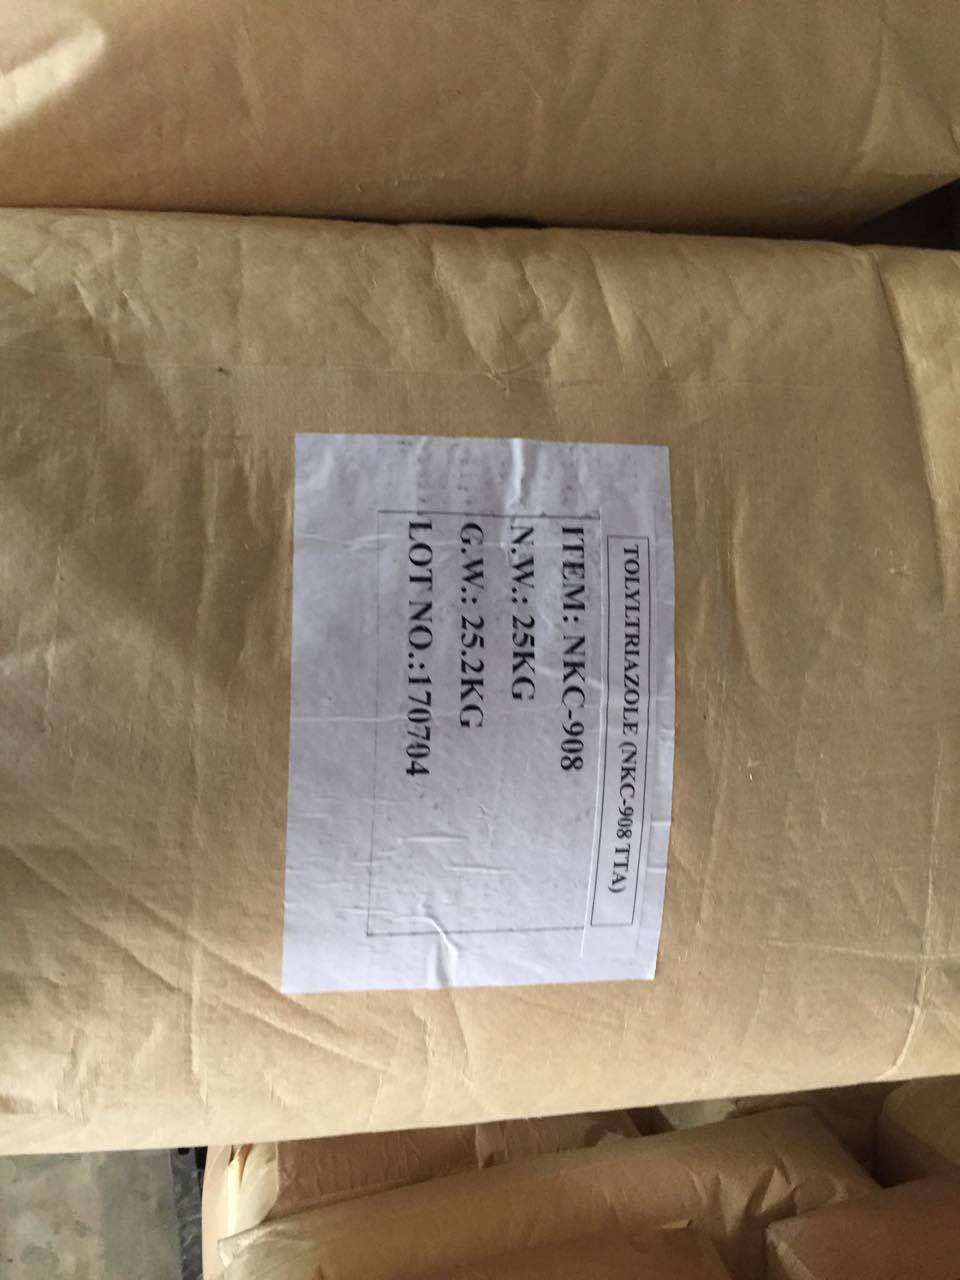 TOLYLTRIAZOLE (NKC-908 TTA)
ITEM: NKC-908
N.W.: 25KG
G.W.: 25.2KG
LOT NO.:170704